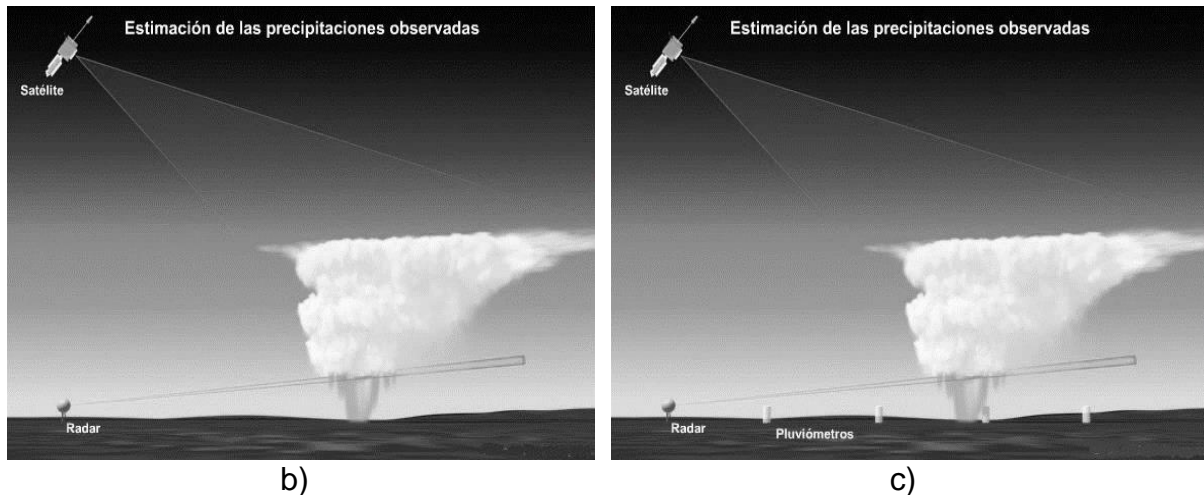 Estimación de las precipitaciones observadas
Satélite
Radar
b)
Estimación de las precipitaciones observadas
Satélite
Radar
Pluviómetros
c)